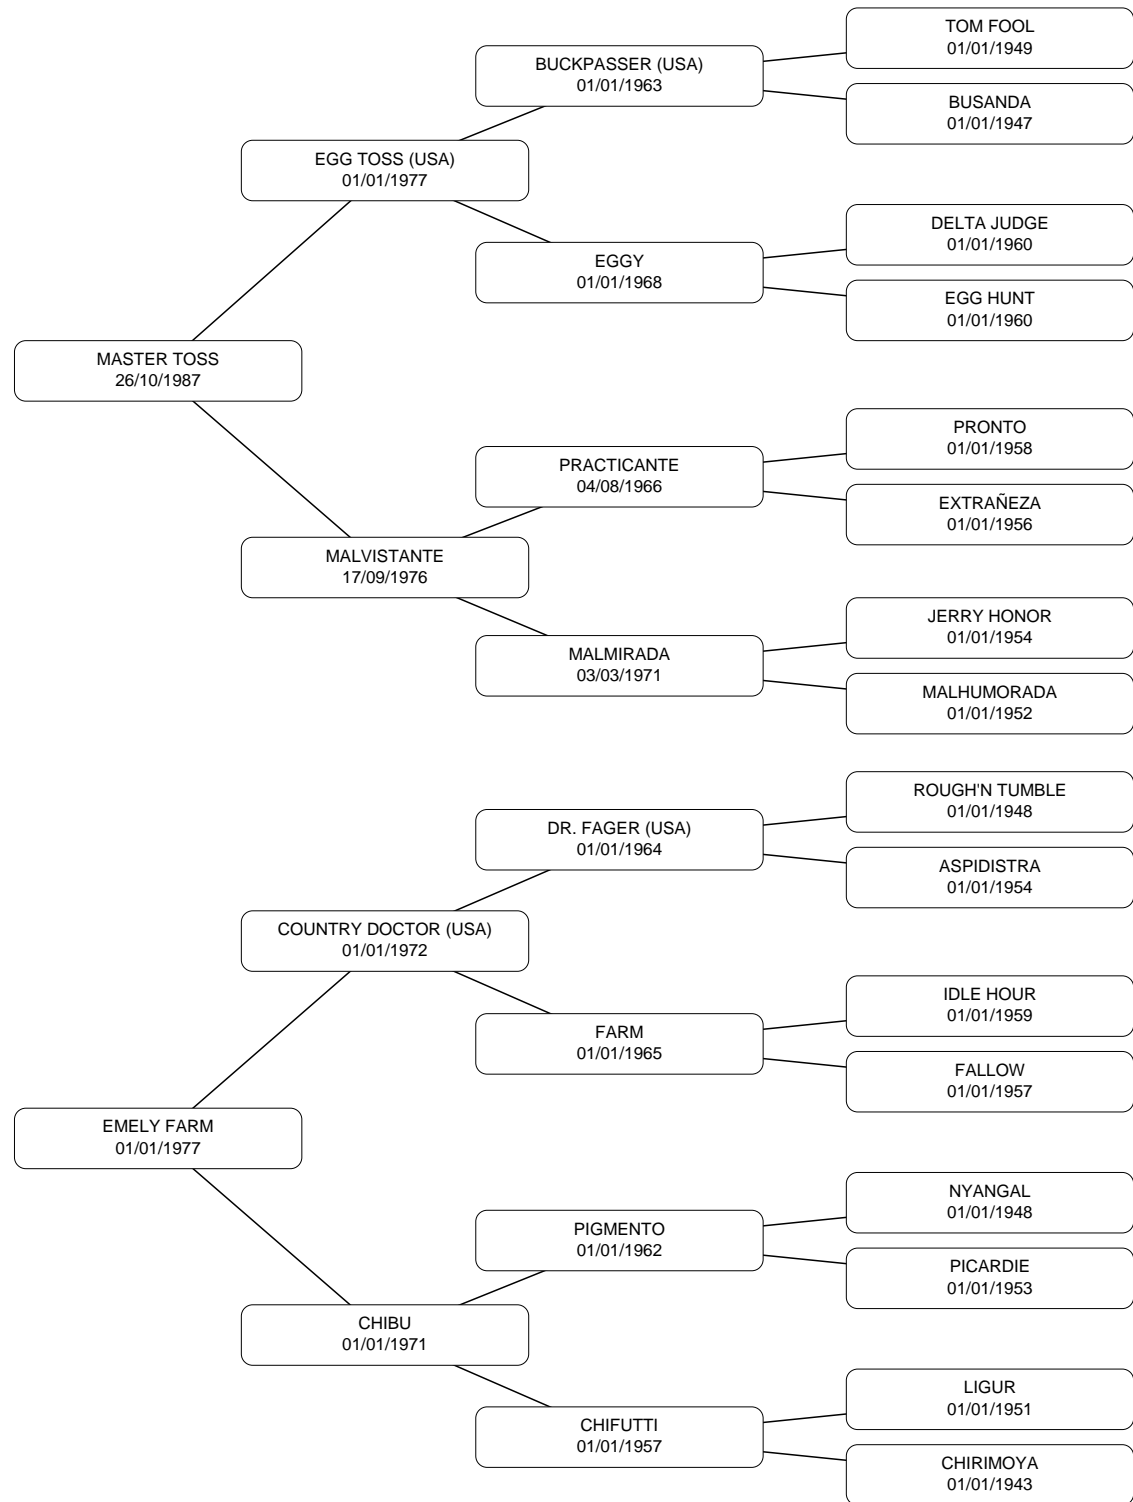 TOM FOOL
01/01/1949
BUCKPASSER (USA)
01/01/1963
BUSANDA
01/01/1947
EGG TOSS (USA)
01/01/1977
DELTA JUDGE
01/01/1960
EGGY
01/01/1968
EGG HUNT
01/01/1960
MASTER TOSS
26/10/1987
PRONTO
01/01/1958
PRACTICANTE
04/08/1966
EXTRAÑEZA
01/01/1956
MALVISTANTE
17/09/1976
JERRY HONOR
01/01/1954
MALMIRADA
03/03/1971
MALHUMORADA
01/01/1952
ROUGH'N TUMBLE
01/01/1948
DR. FAGER (USA)
01/01/1964
ASPIDISTRA
01/01/1954
COUNTRY DOCTOR (USA)
01/01/1972
IDLE HOUR
01/01/1959
FARM
01/01/1965
FALLOW
01/01/1957
EMELY FARM
01/01/1977
NYANGAL
01/01/1948
PIGMENTO
01/01/1962
PICARDIE
01/01/1953
CHIBU
01/01/1971
LIGUR
01/01/1951
CHIFUTTI
01/01/1957
CHIRIMOYA
01/01/1943